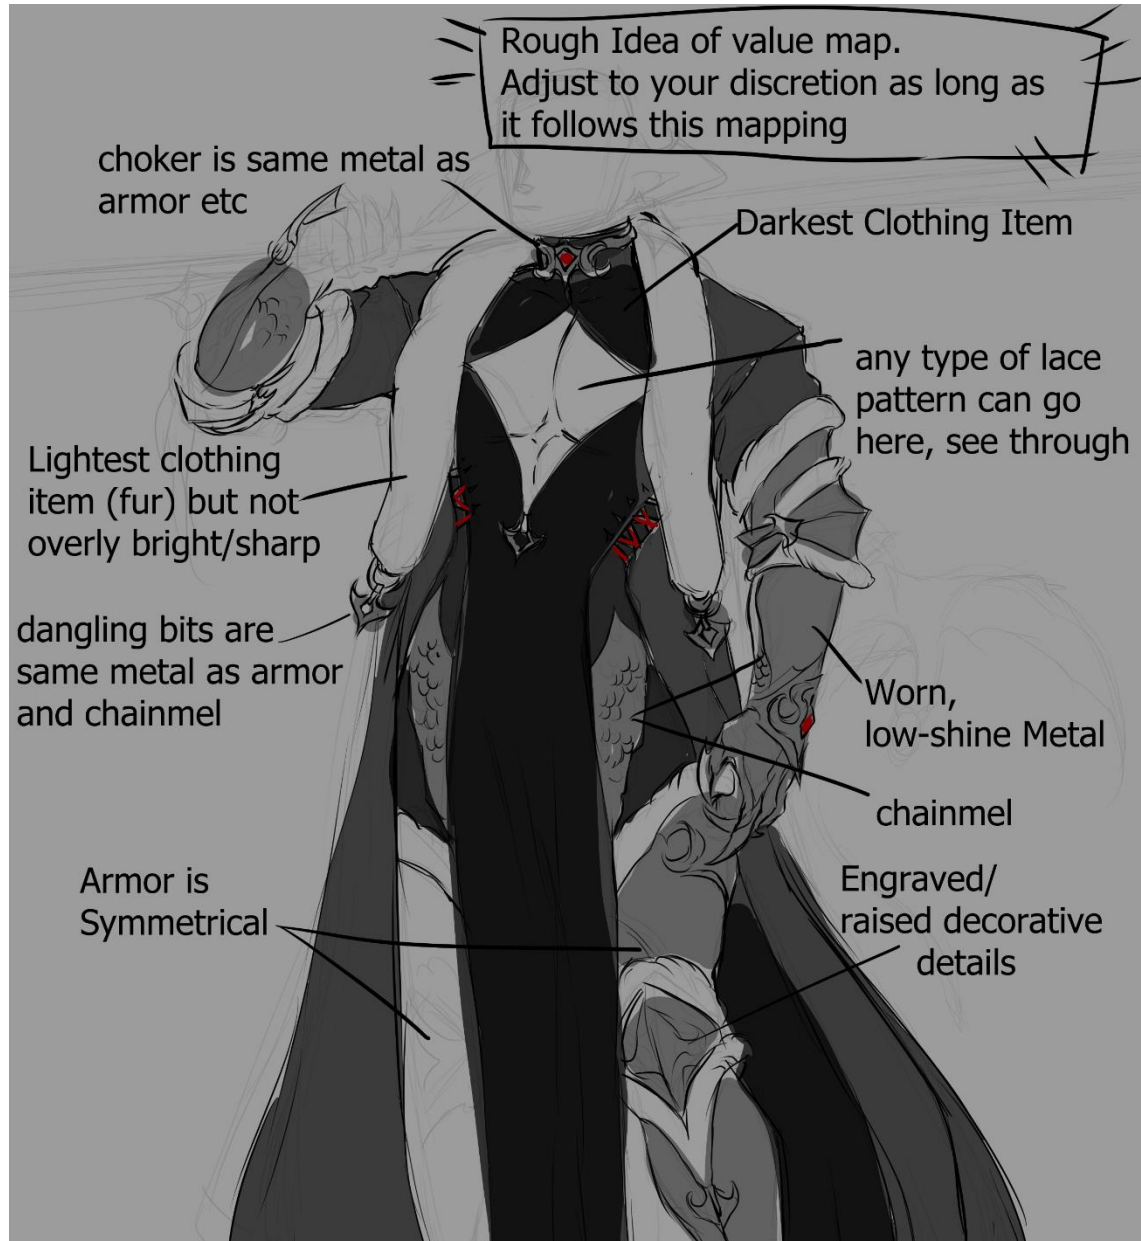 Rough Idea of value map.
Adjust to your discretion as long as
it follows this mapping
choker is same metal as
armor etc
Darkest Clothing Item
any type of lace
pattern can go
here, see through
Lightest clothing
item (fur) but not
overly bright/sharp
dangling bits are
same metal as armor
and chainmel
Worn,
low-shine Metal
chainmel
Armor is
Symmetrical
Engraved/
raised decorative
details